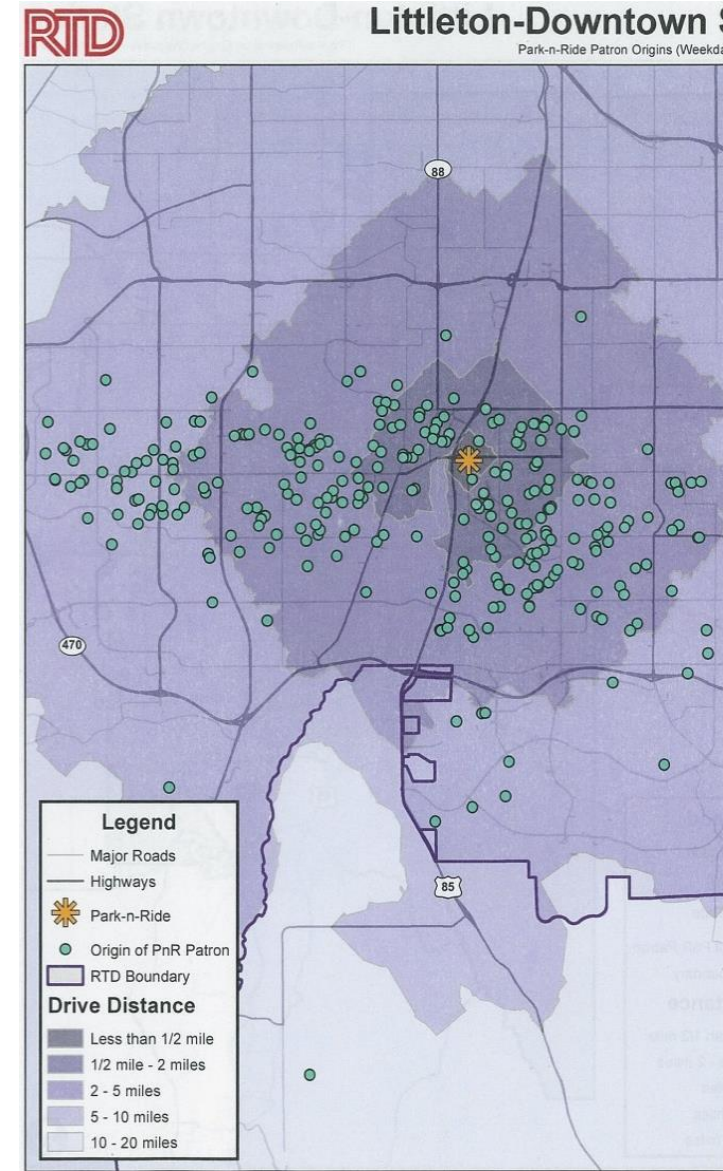 RTD
Littleton-Downtown S
Park-n-Ride Patron Origins (Weekda
88
470
85
Legend
Major Roads
Highways
Park-n-Ride
Origin of PnR Patron
RTD Boundary
Drive Distance
Less than 1/2 mile
1/2 mile - 2 miles
2 - 5 miles
5 - 10 miles
10 - 20 miles